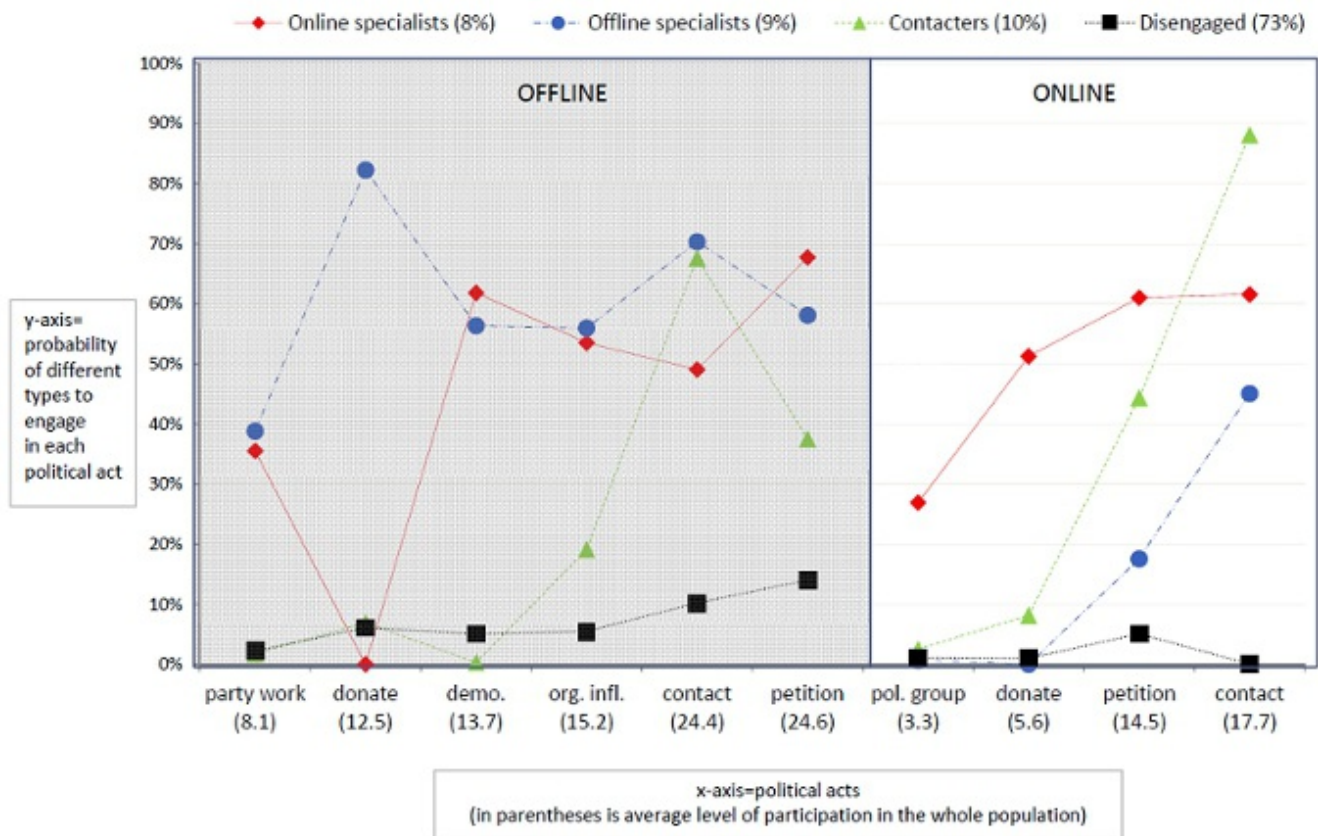 Online specialists (8%) Offline specialists (9%) Contacters (10%) Disengaged (73%)
100%
90%
80%
70%
60%
50%
40%
30%
20%
10%
0%
OFFLINE
ONLINE
y-axis=
probability
of different
types to
engage
in each
political act
party work donate demo. org. infl. contact petition pol. group donate petition contact
(8.1) (12.5) (13.7) (15.2) (24.4) (24.6) (3.3) (5.6) (14.5) (17.7)
x-axis=political acts
(in parentheses is average level of participation in the whole population)